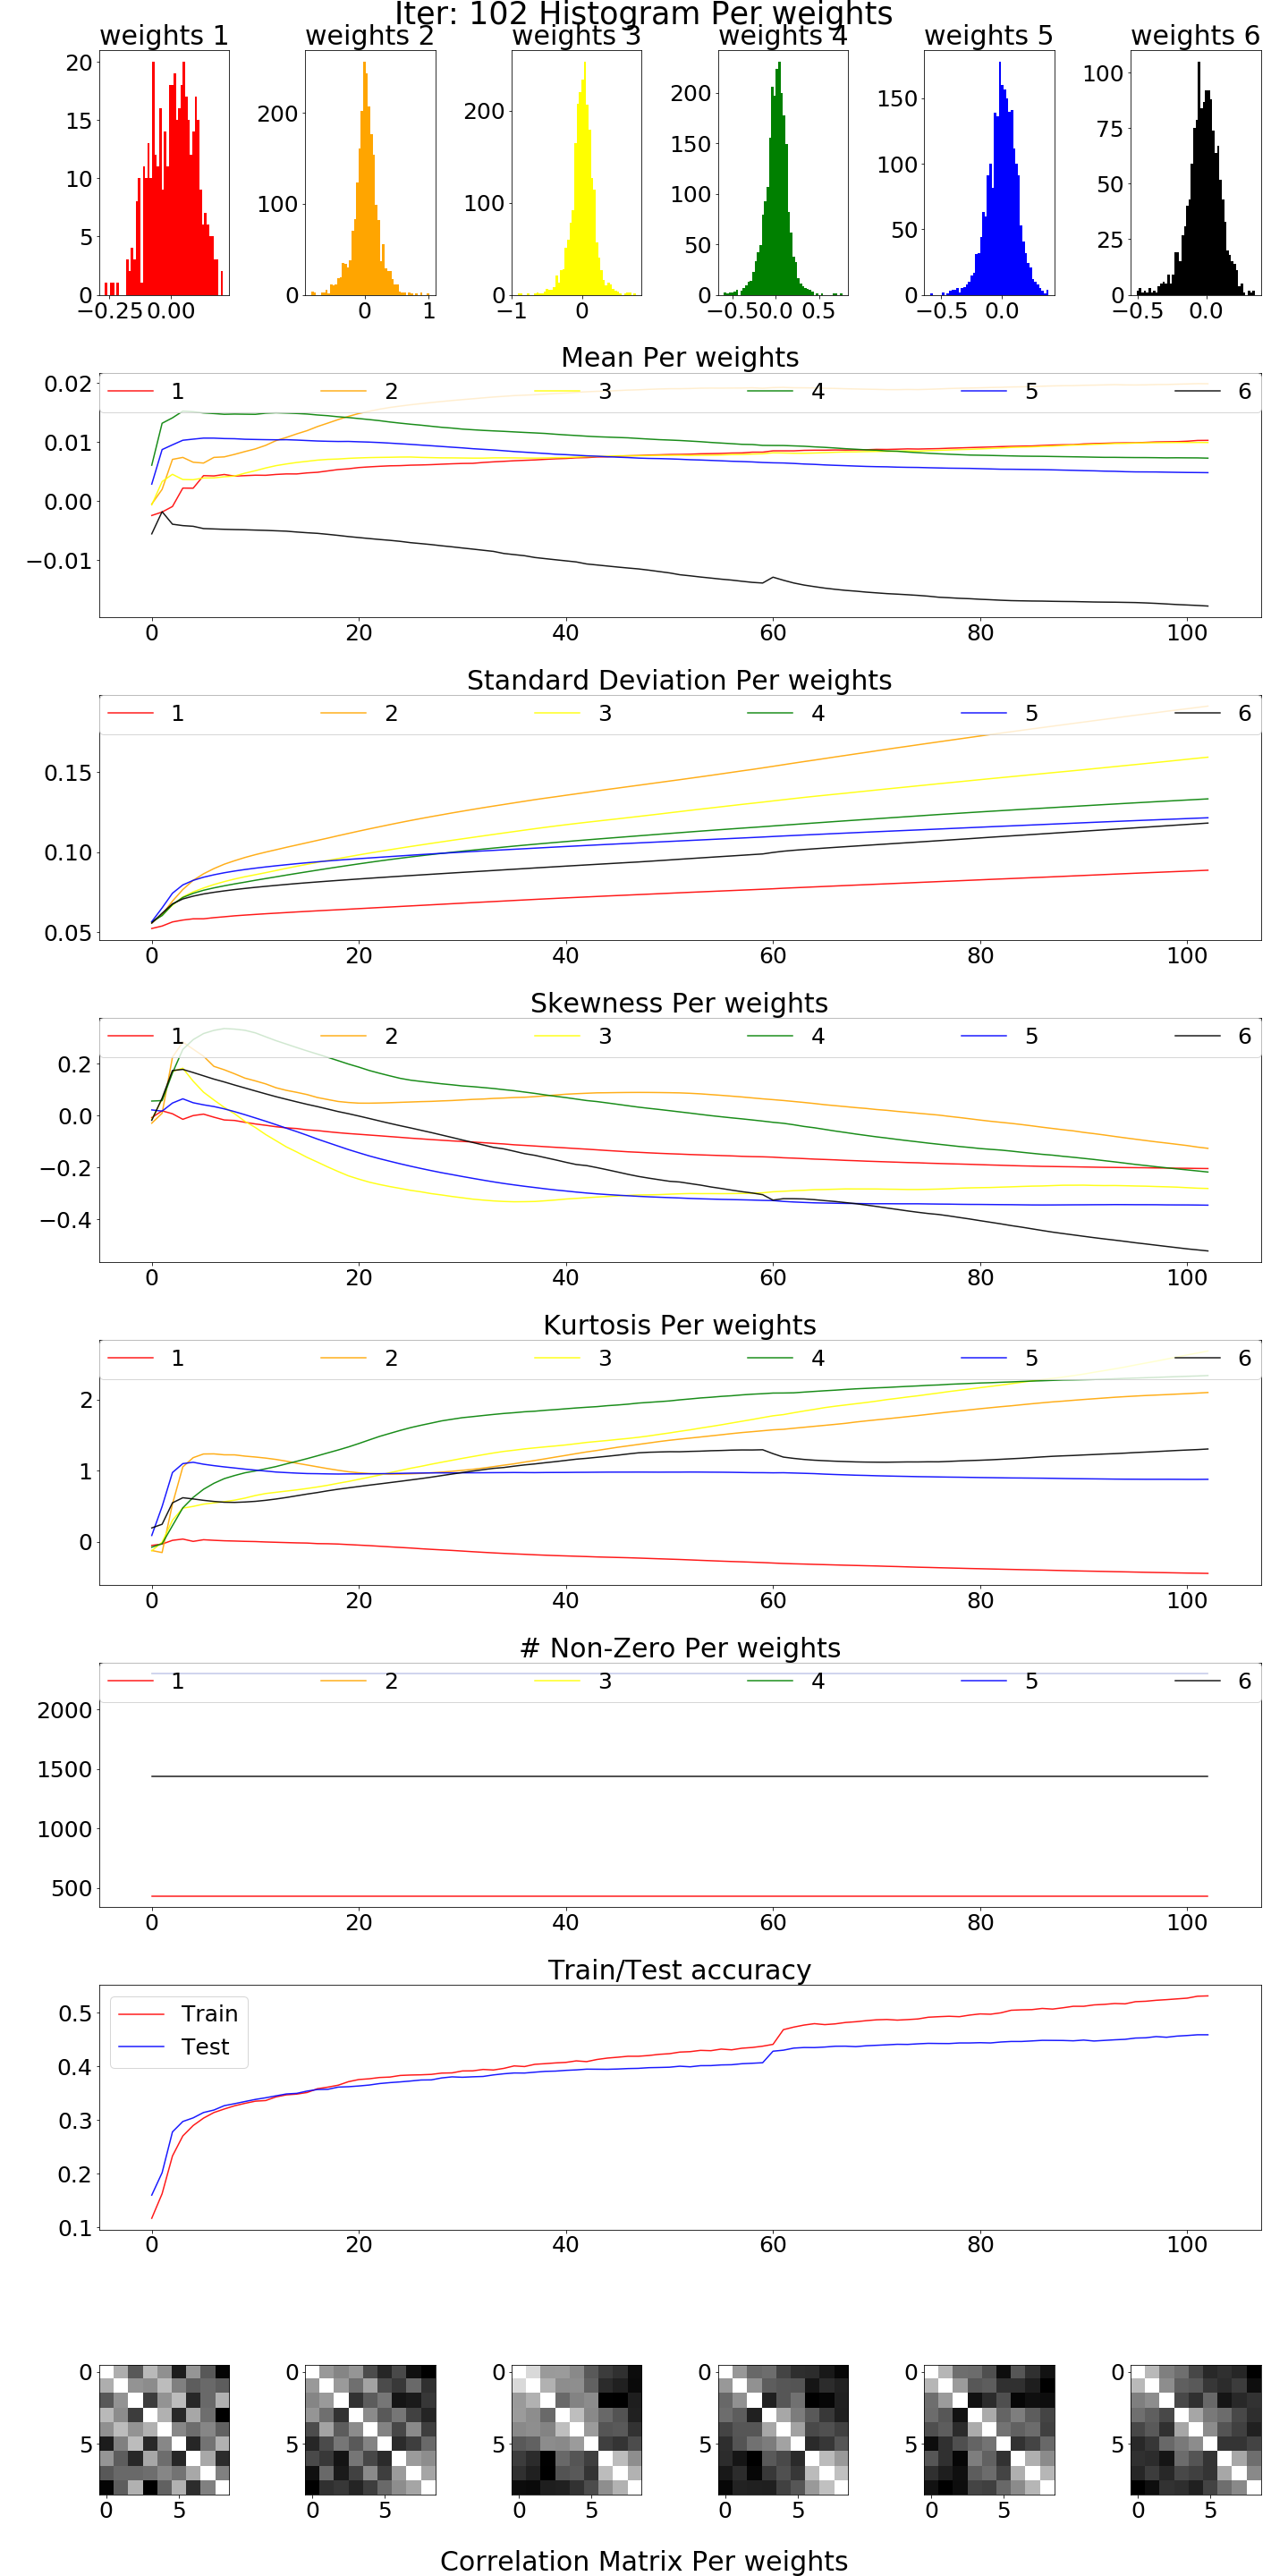 Iter: 102 Histogram Per weights
weights 1 weights 2 weights 3 weights 4 weights 5 weights 6
20
15
10
5
0
−0.25 0.00
200
100
0
0 1
200
100
0
−1 0
200
150
100
50
0
−0.5 0.0 0.5
150
100
50
0
−0.5 0.0
100
75
50
25
0
−0.5 0.0
Mean Per weights
1 2 3 4 5 6
0.02
0.01
0.00
−0.01
0 20 40 60 80 100
Standard Deviation Per weights
1 2 3 4 5 6
0.15
0.10
0.05
0 20 40 60 80 100
Skewness Per weights
1 2 3 4 5 6
0.2
0.0
−0.2
−0.4
0 20 40 60 80 100
Kurtosis Per weights
1 2 3 4 5 6
2
1
0
0 20 40 60 80 100
# Non-Zero Per weights
1 2 3 4 5 6
2000
1500
1000
500
0 20 40 60 80 100
Train/Test accuracy
Train
Test
0.5
0.4
0.3
0.2
0.1
0 20 40 60 80 100
0 0 0 0 0 0
5 5 5 5 5 5
0 5 0 5 0 5 0 5 0 5 0 5
Correlation Matrix Per weights